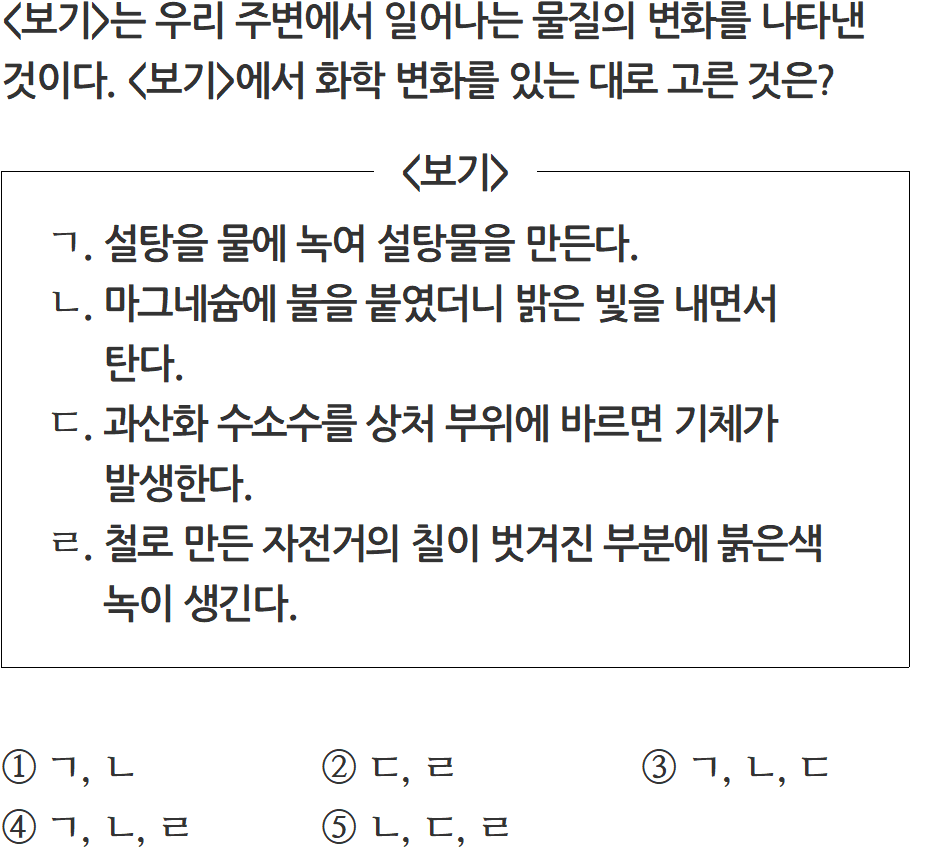 <보기>는 우리 주변에서 일어나는 물질의 변화를 나타낸
것이다. <보기>에서 화학 변화를 있는 대로 고른 것은?
<보기>
ㄱ. 설탕을 물에 녹여 설탕물을 만든다.
ㄴ. 마그네슘에 불을 붙였더니 밝은 빛을 내면서
탄다.
ㄷ. 과산화 수소수를 상처 부위에 바르면 기체가
발생한다.
ㄹ. 철로 만든 자전거의 칠이 벗겨진 부분에 붉은색
녹이 생긴다.
① ㄱ, ㄴ ② ㄷ, ㄹ ③ ㄱ, ㄴ, ㄷ
④ ㄱ, ㄴ, ㄹ ⑤ ㄴ, ㄷ, ㄹ